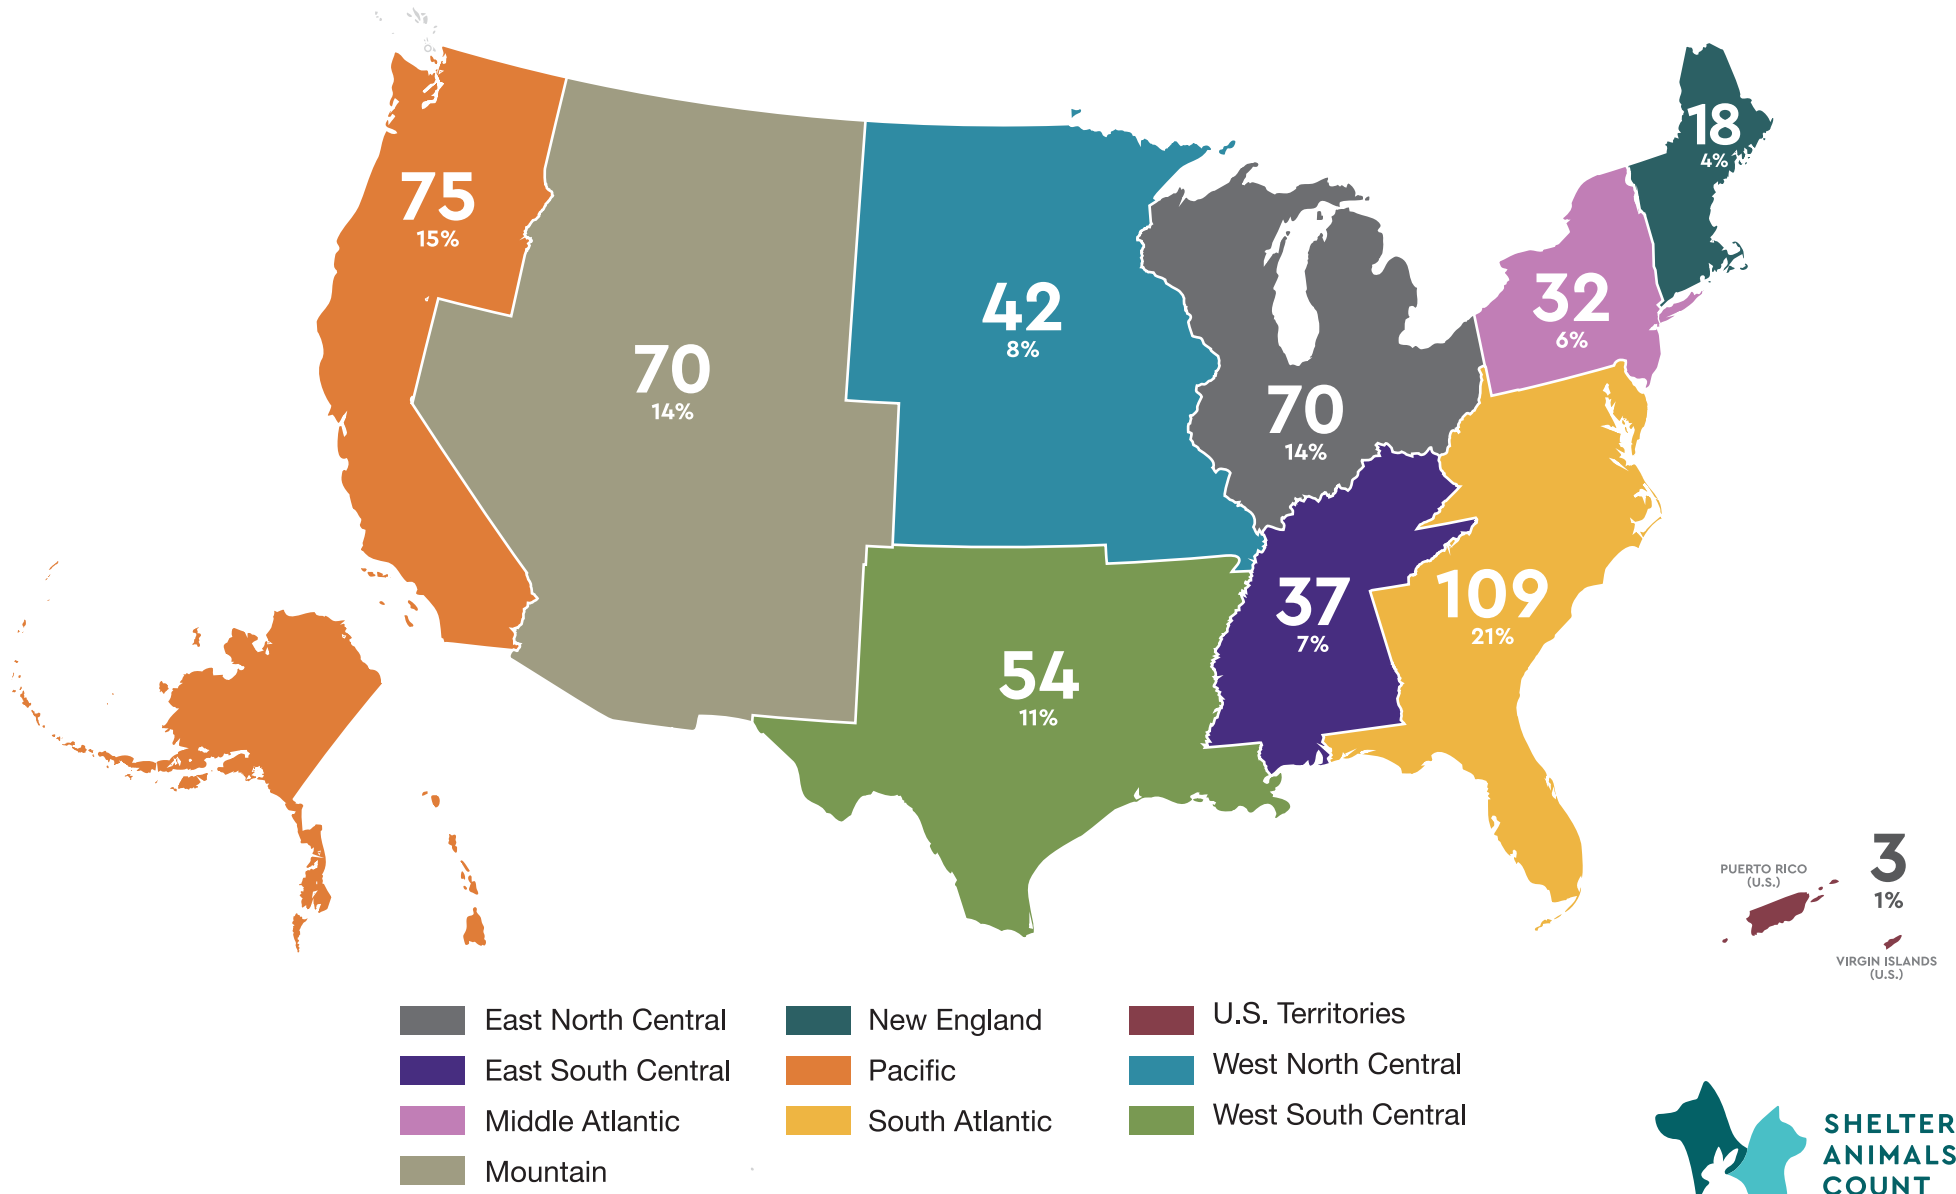 18
4%
75
15%
42
8%
32
6%
70
14%
70
14%
109
21%
37
7%
54
11%
3
1%
PUERTO RICO
(U.S.)
VIRGIN ISLANDS
(U.S.)
East North Central
East South Central
Middle Atlantic
Mountain
New England
Pacific
South Atlantic
U.S. Territories
West North Central
West South Central
SHELTER
ANIMALS
COUNT